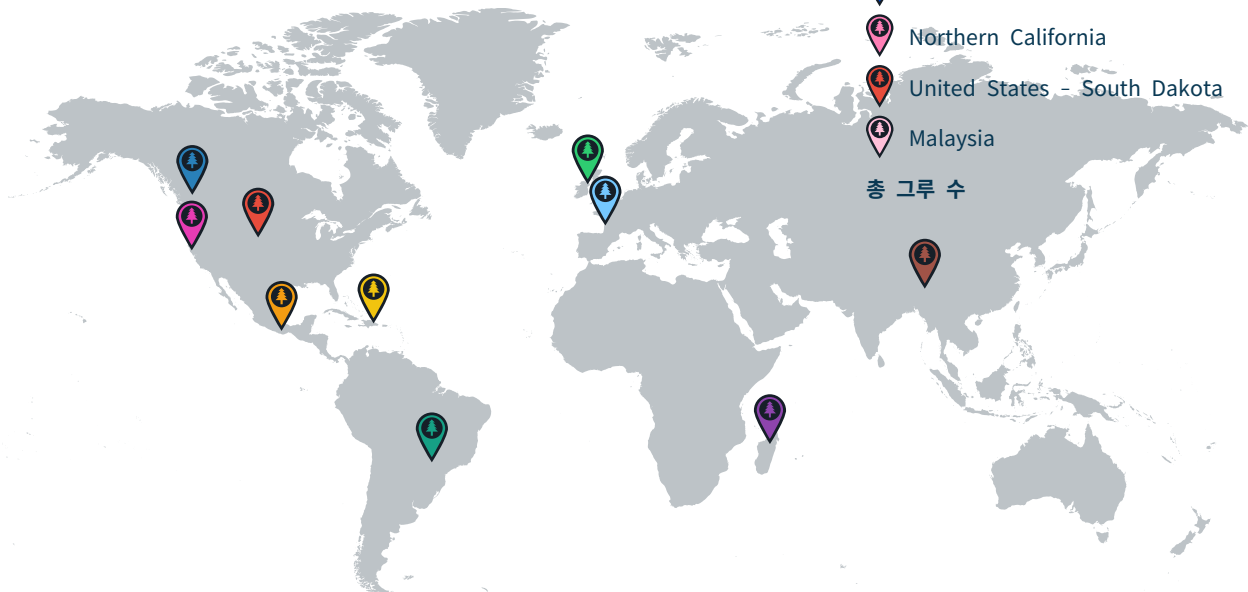 Northern California
United States - South Dakota
Malaysia
총 그루 수